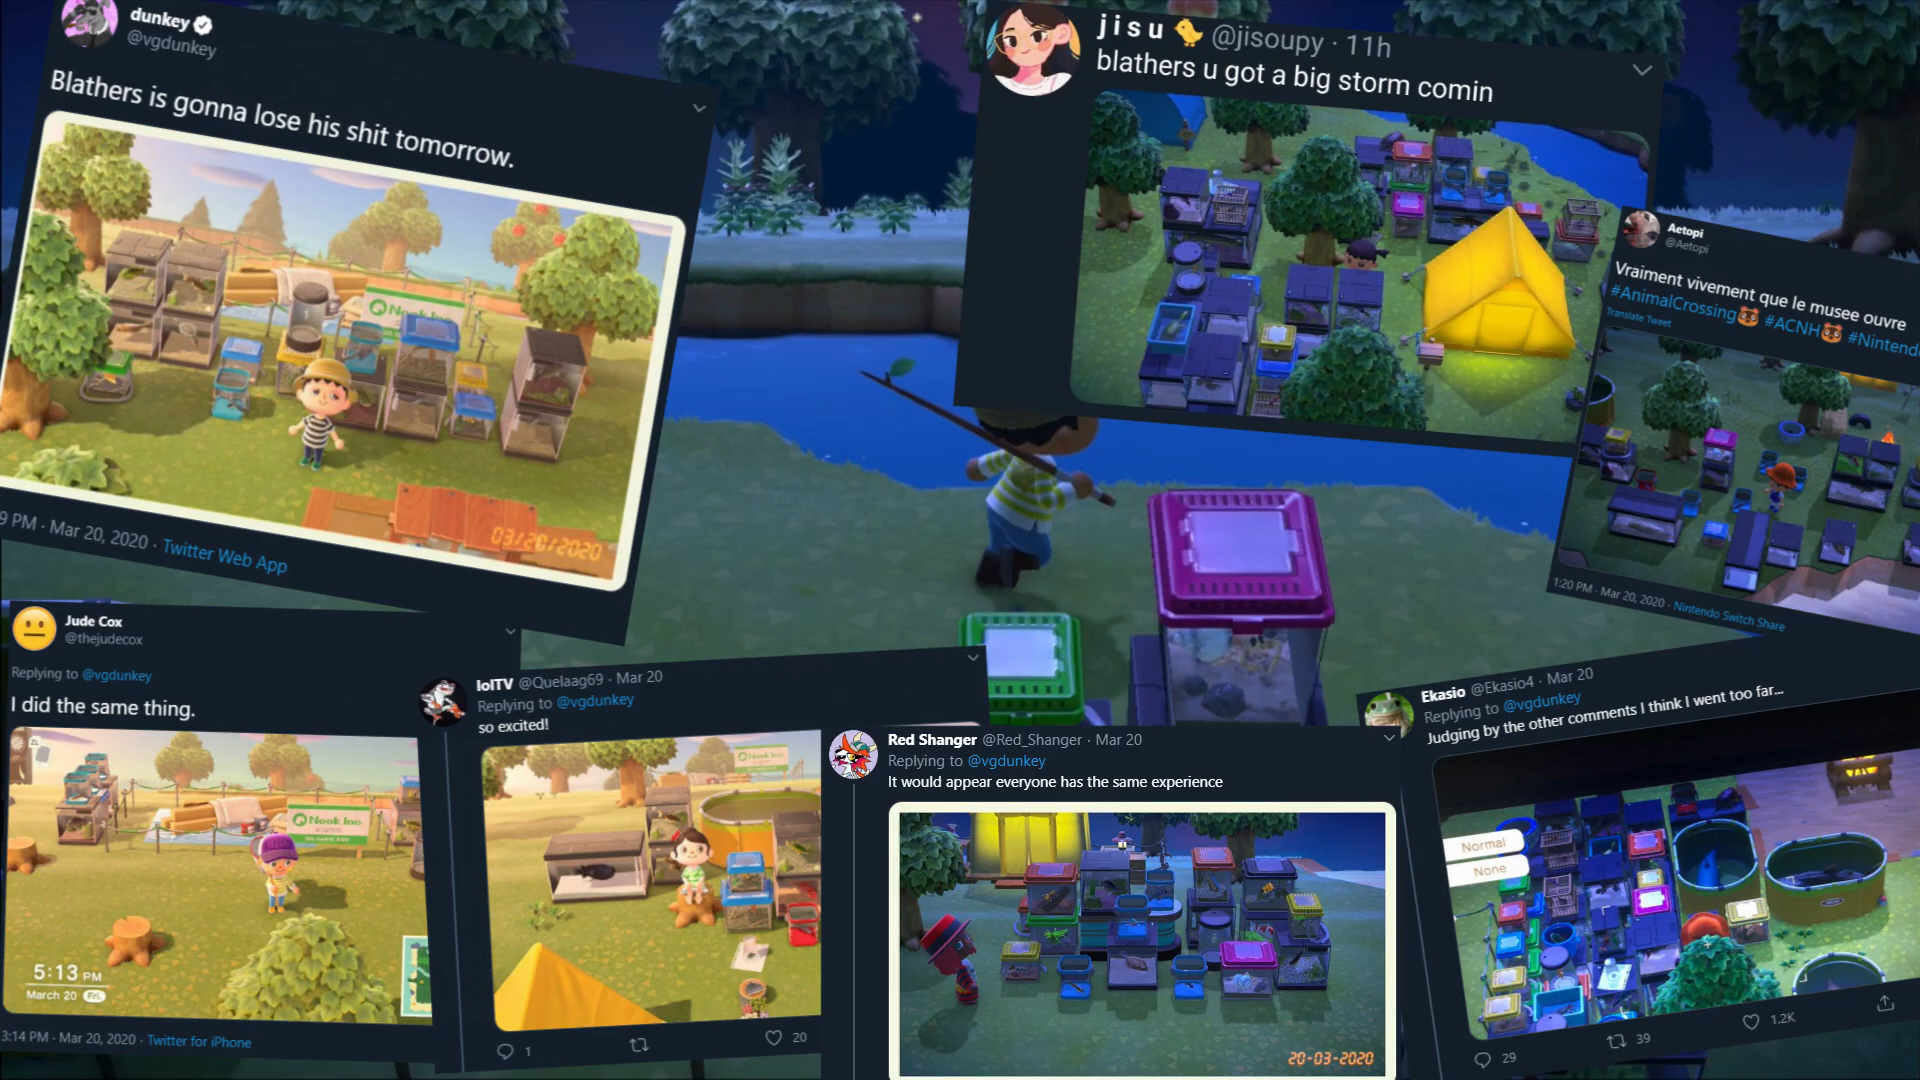 dunkey
@vgdunkey
Blathers is gonna lose his shit tomorrow.
Nook Inc.
03/20/2020
9 PM · Mar 20, 2020 · Twitter Web App
j i s u 🐤 @jisoupy · 11h
blathers u got a big storm comin
Aetopi
@Aetopi
Vraiment vivement que le musee ouvre
#AnimalCrossing #ACNH #Nintend
Translate Tweet
1:20 PM · Mar 20, 2020 · Nintendo Switch Share
Jude Cox
@thejudecox
Replying to @vgdunkey
I did the same thing.
ZL
Nook Inc.
5:13 PM
March 20 Fri.
3:14 PM · Mar 20, 2020 · Twitter for iPhone
lolTV @Quelaag69 · Mar 20
Replying to @vgdunkey
so excited!
Nook Inc.
1
20
Red Shanger @Red_Shanger · Mar 20
Replying to @vgdunkey
It would appear everyone has the same experience
20-03-2020
Ekasio @Ekasio4 · Mar 20
Replying to @vgdunkey
Judging by the other comments I think I went too far...
Normal
None
29
39
1.2K